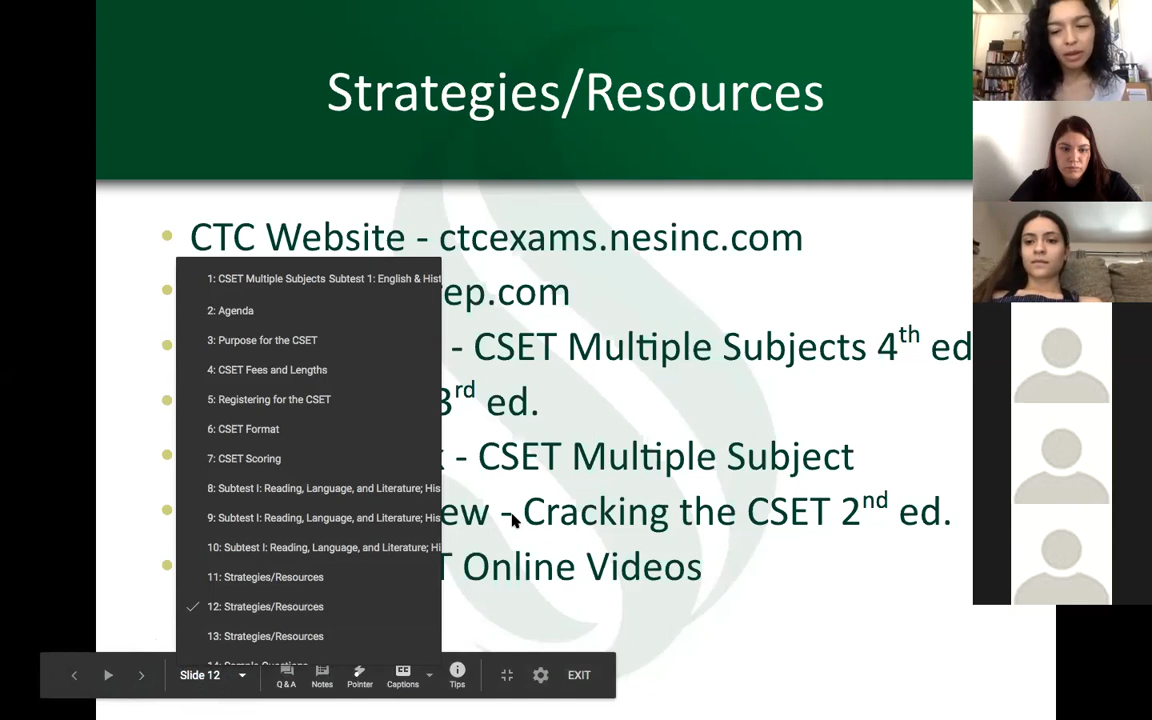 Strategies/Resources
CTC Website - ctcexams.nesinc.com
ep.com
- CSET Multiple Subjects 4th ed
3rd ed.
- CSET Multiple Subject
ew - Cracking the CSET 2nd ed.
T Online Videos
1: CSET Multiple Subjects Subtest 1: English & Hist
2: Agenda
3: Purpose for the CSET
4: CSET Fees and Lengths
5: Registering for the CSET
6: CSET Format
7: CSET Scoring
8: Subtest I: Reading, Language, and Literature; His
9: Subtest I: Reading, Language, and Literature; His
10: Subtest I: Reading, Language, and Literature; Hi
11: Strategies/Resources
12: Strategies/Resources
13: Strategies/Resources
14: Sample Questions
Slide 12
Q & A
Notes
Pointer
Captions
Tips
EXIT